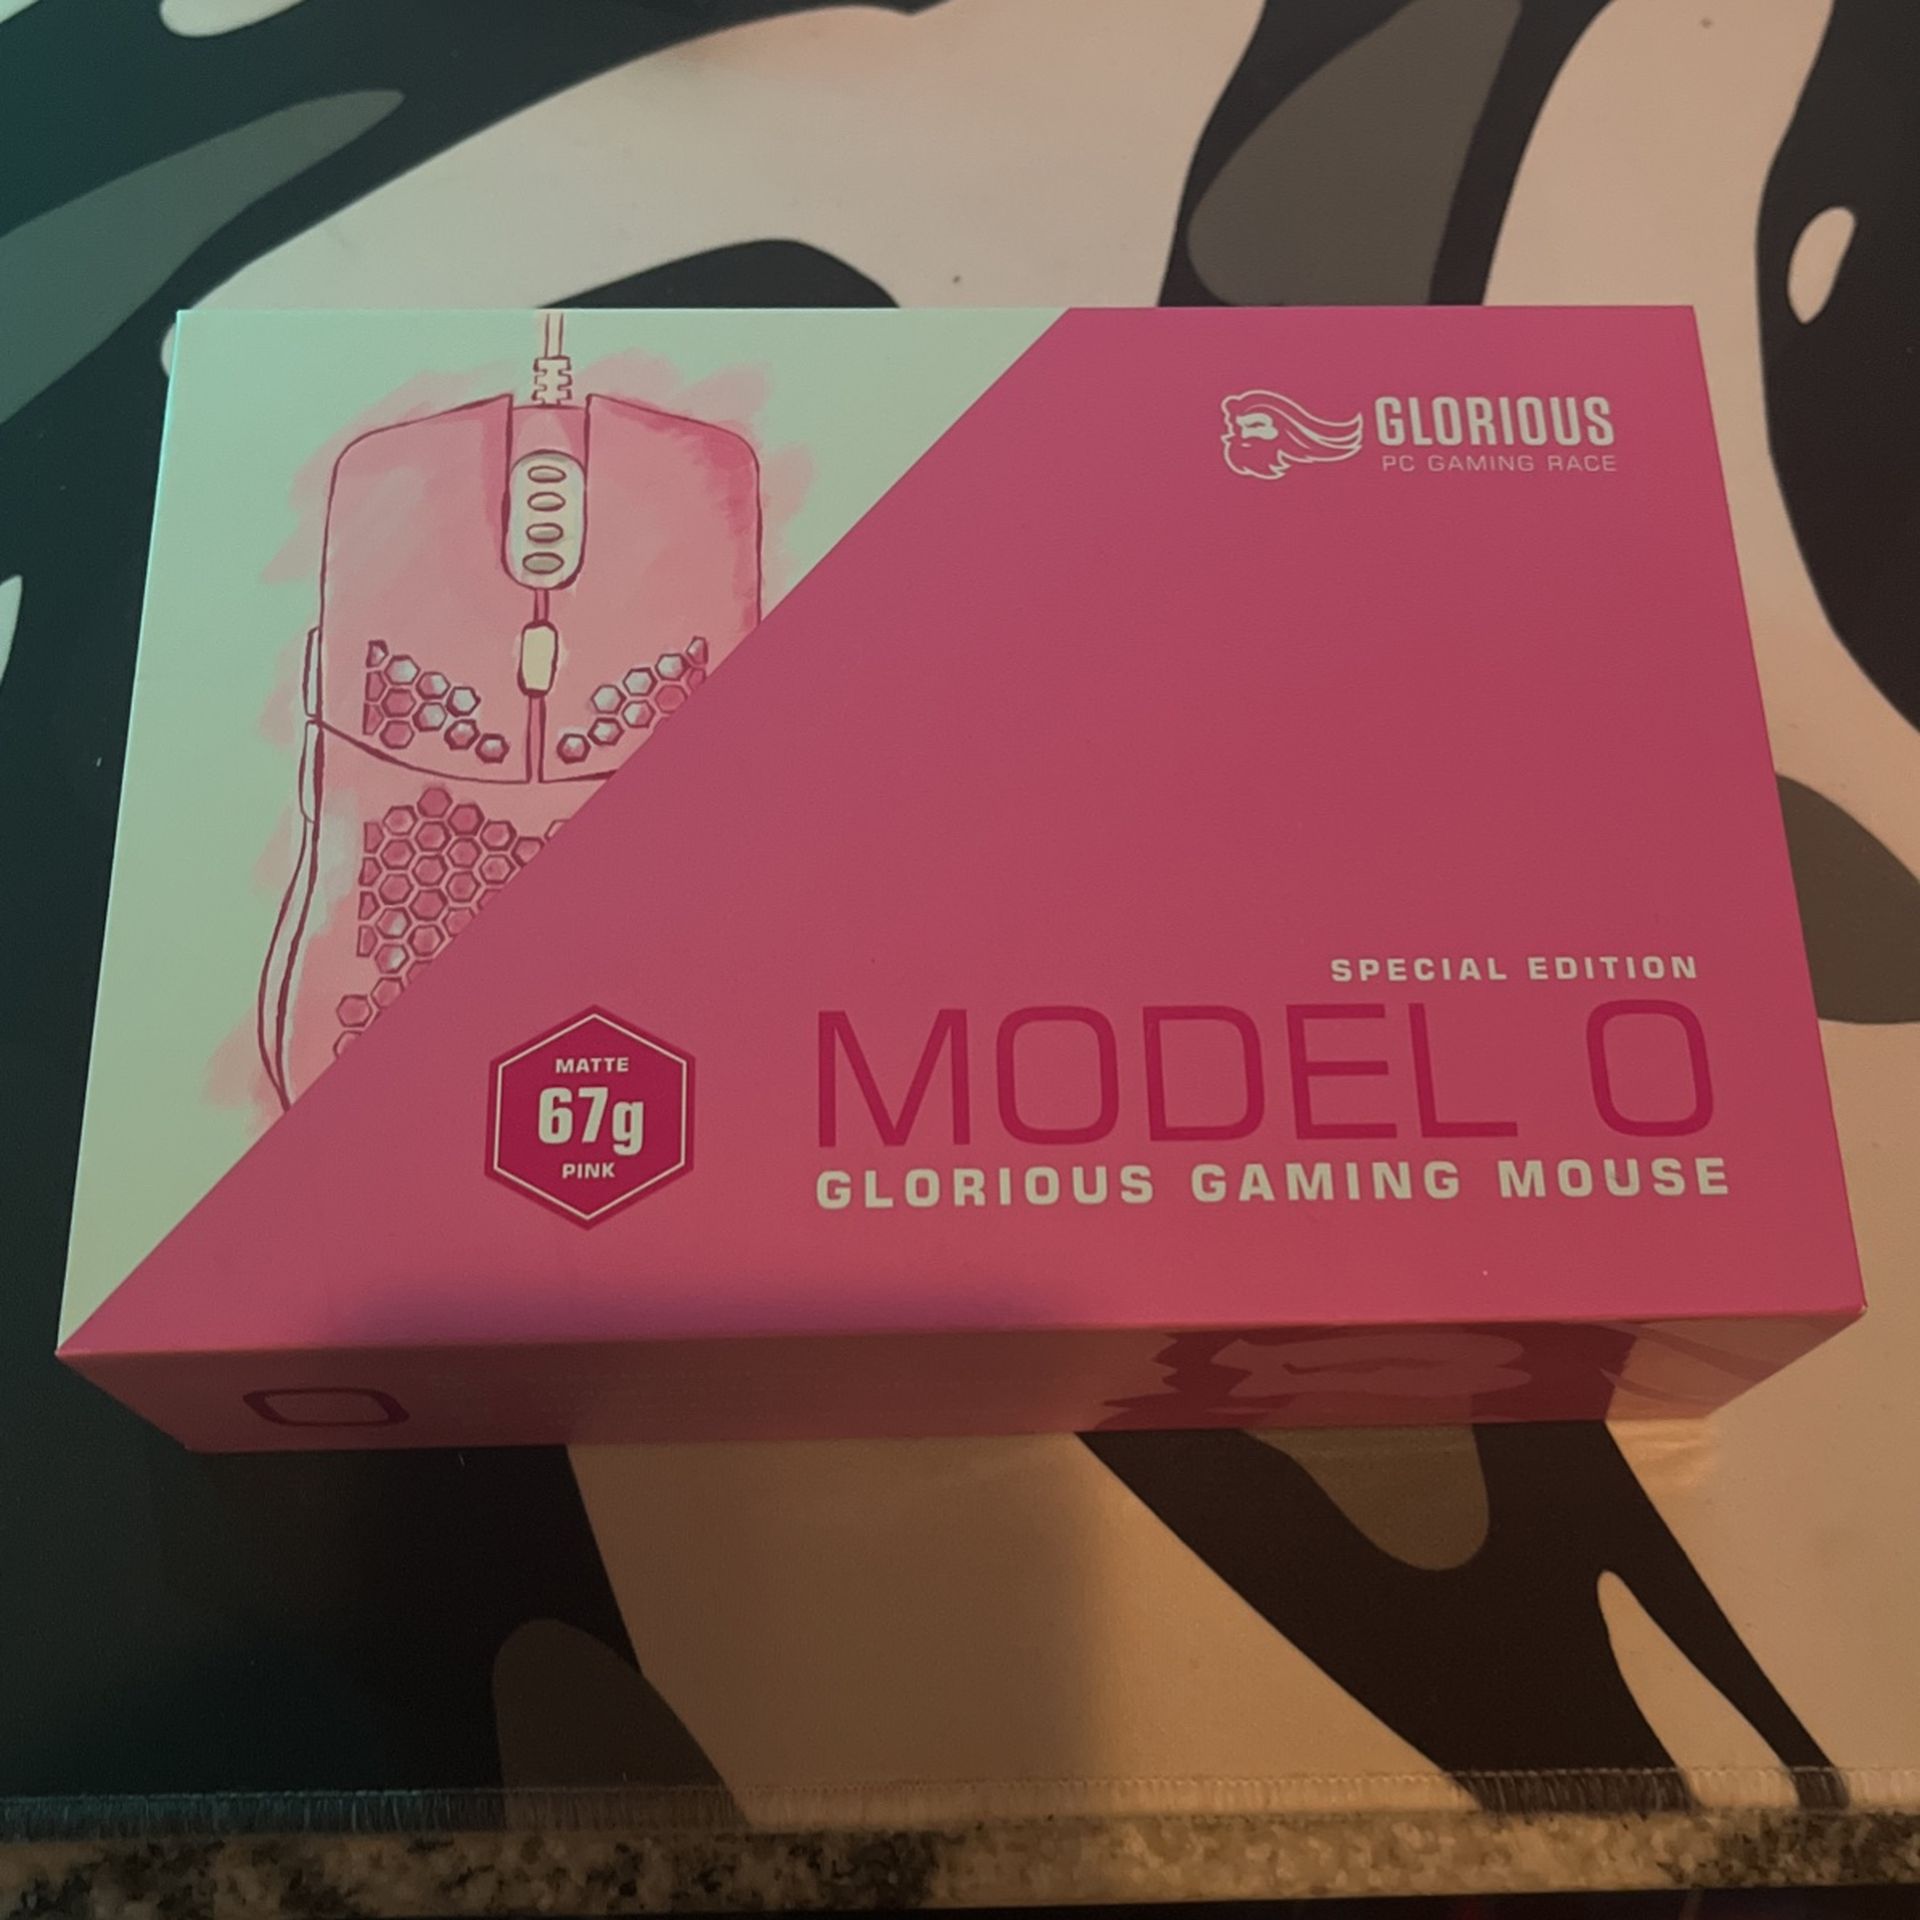 GLORIOUS
PC GAMING RACE
SPECIAL EDITION
MODEL O
GLORIOUS GAMING MOUSE
MATTE
67g
PINK
O